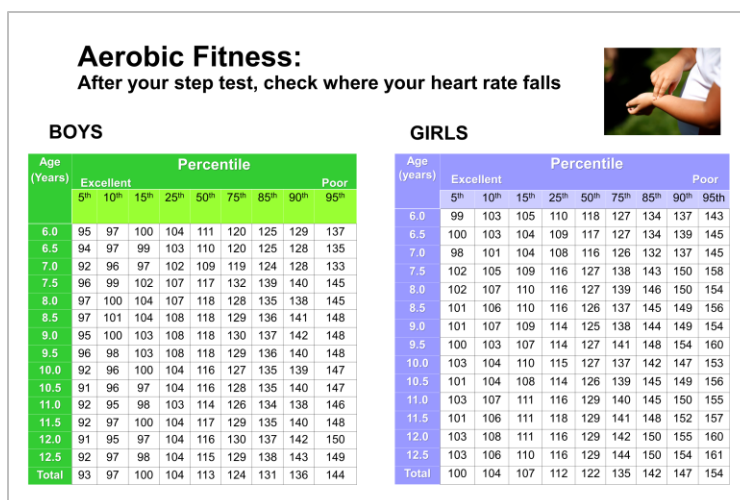 Aerobic Fitness:
After your step test, check where your heart rate falls
BOYS
Age (Years) Percentile
Excellent Poor
5th 10th 15th 25th 50th 75th 85th 90th 95th
6.0 95 97 100 104 111 120 125 129 137
6.5 94 97 99 103 110 120 125 128 135
7.0 92 96 97 102 109 119 124 128 133
7.5 96 99 102 107 117 132 139 140 145
8.0 97 100 104 107 118 128 135 138 145
8.5 97 101 104 108 118 129 136 141 148
9.0 95 100 103 108 118 130 137 142 148
9.5 96 98 103 108 118 129 136 140 148
10.0 92 96 100 104 116 127 135 139 147
10.5 91 96 97 104 116 128 135 140 147
11.0 92 95 98 103 114 126 134 138 146
11.5 92 97 100 104 117 129 135 140 148
12.0 91 95 97 104 116 130 137 142 150
12.5 92 97 98 104 115 129 138 143 149
Total 93 97 100 104 113 124 131 136 144
GIRLS
Age (years) Percentile
Excellent Poor
5th 10th 15th 25th 50th 75th 85th 90th 95th
6.0 99 103 105 110 118 127 134 137 143
6.5 100 103 104 109 117 127 134 139 145
7.0 98 101 104 108 116 126 132 137 145
7.5 102 105 109 116 127 138 143 150 158
8.0 102 107 110 116 127 139 146 150 154
8.5 101 106 110 116 126 137 145 149 156
9.0 101 107 109 114 125 138 144 149 154
9.5 100 103 107 114 127 141 148 154 160
10.0 103 104 110 115 127 137 142 147 153
10.5 101 104 108 114 126 139 145 149 156
11.0 103 107 111 116 129 140 145 150 155
11.5 101 106 111 118 129 141 148 152 157
12.0 103 108 111 116 129 142 150 155 160
12.5 103 106 110 116 129 144 150 154 161
Total 100 104 107 112 122 135 142 147 154